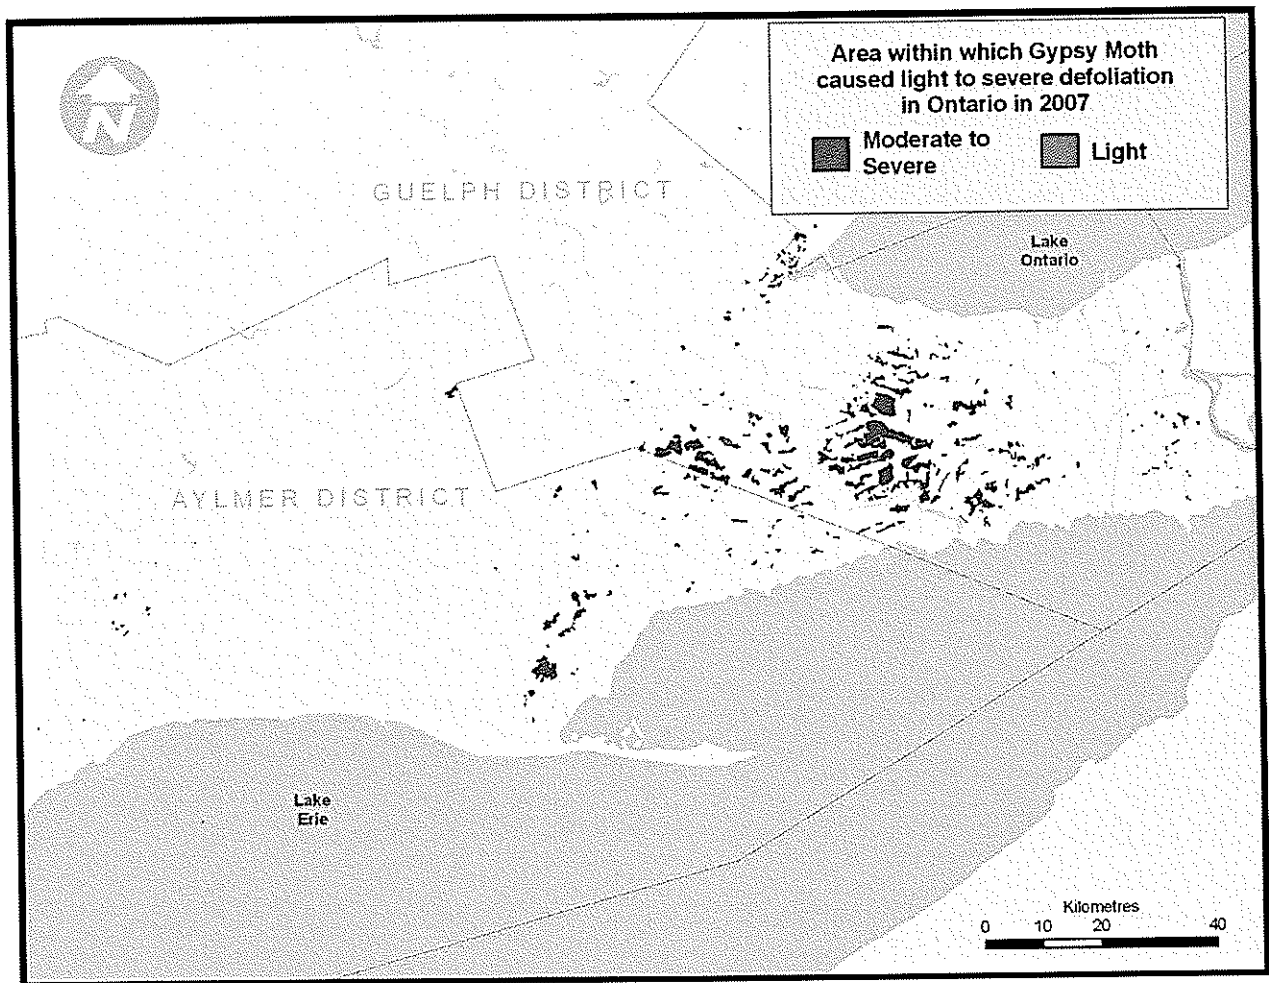 N
Area within which Gypsy Moth
caused light to severe defoliation
in Ontario in 2007
Moderate to
Severe
Light
GUELPH DISTRICT
Lake
Ontario
AYLMER DISTRICT
Lake
Erie
Kilometres
0 10 20 40